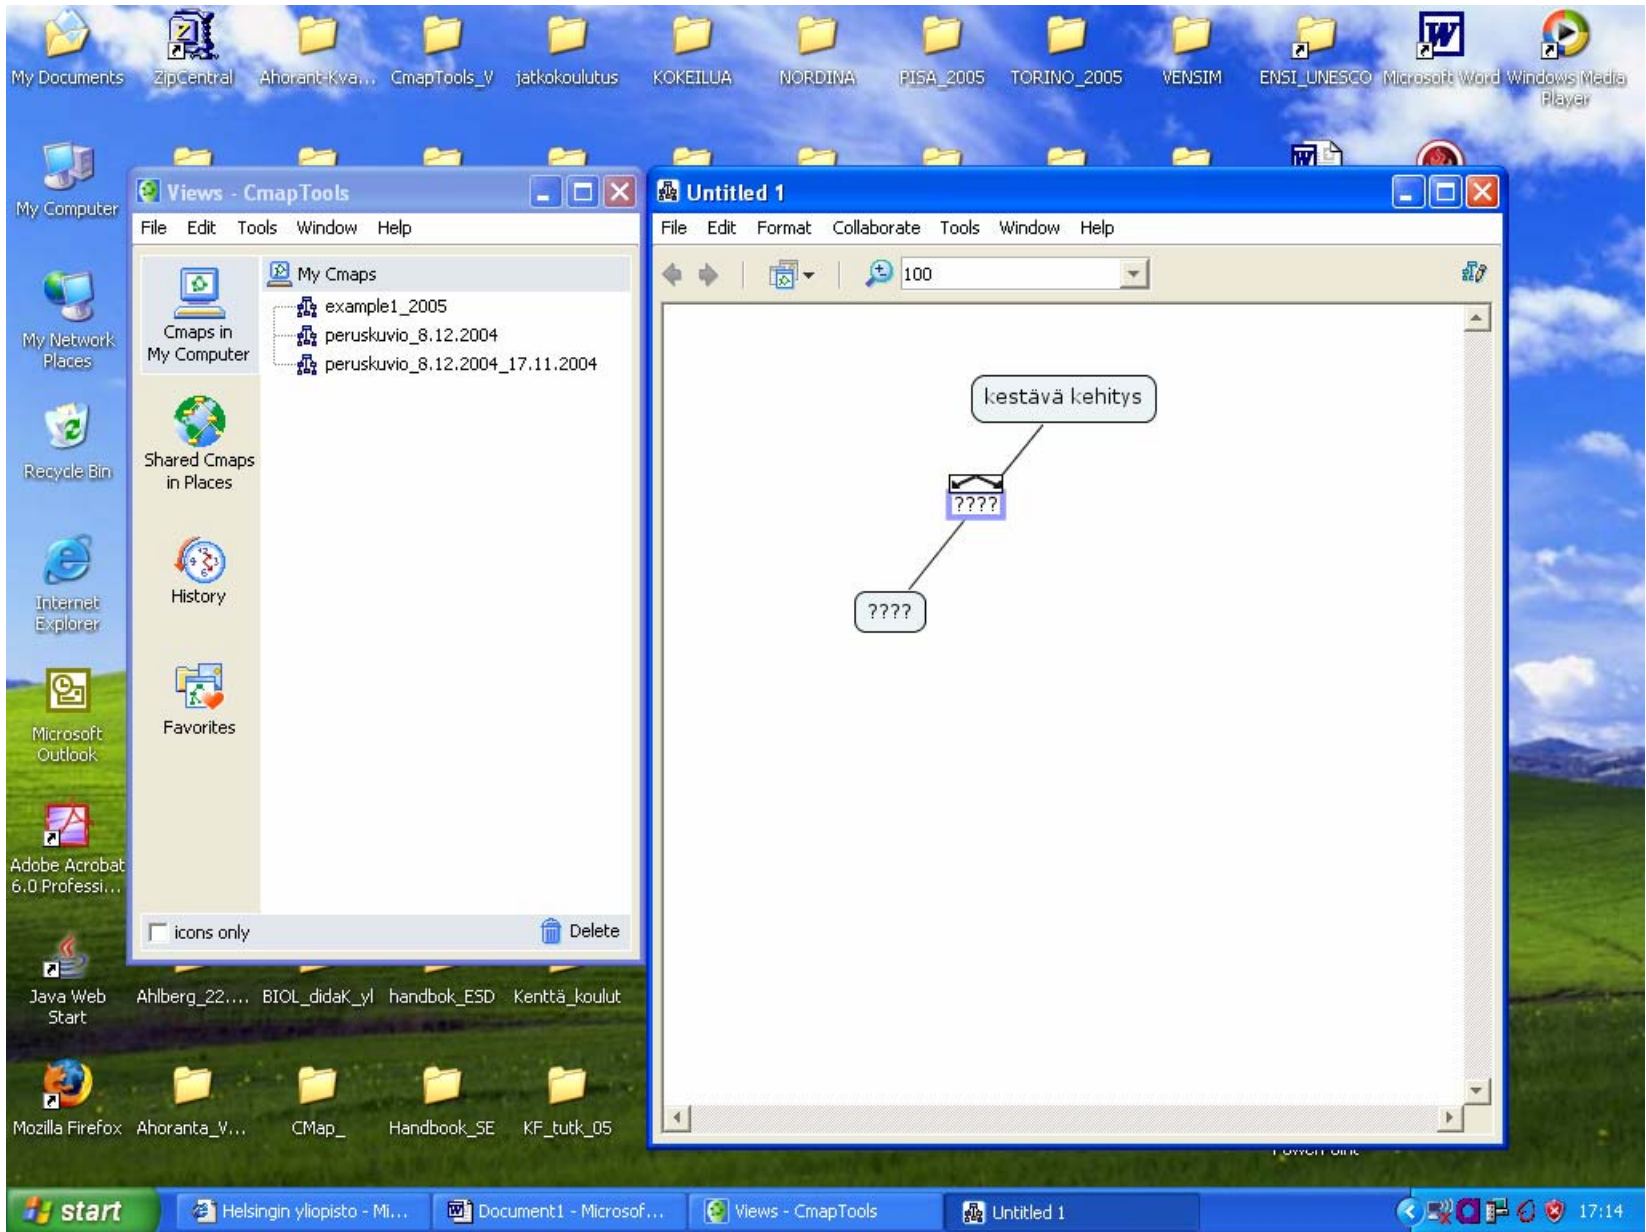 My Documents
ZipCentral
Ahorant-Kva...
CmapTools_V
jatkokoulutus
KOKEILUA
NORDINA
PISA_2005
TORINO_2005
VENSIM
ENSI_UNESCO
Microsoft Word
Windows Media
Player
My Computer
My Network
Places
Recycle Bin
Internet
Explorer
Microsoft
Outlook
Adobe Acrobat
6.0 Professi...
Java Web
Start
Mozilla Firefox
Views - CmapTools
File Edit Tools Window Help
Cmaps in
My Computer
Shared Cmaps
in Places
History
Favorites
My Cmaps
example1_2005
peruskuvio_8.12.2004
peruskuvio_8.12.2004_17.11.2004
icons only
Delete
Untitled 1
File Edit Format Collaborate Tools Window Help
100
kestävä kehitys
????
????
Ahlberg_22....
BIOL_didaK_yl
handbok_ESD
Kenttä_koulut
Ahoranta_V...
CMap_
Handbook_SE
KF_tutk_05
PowerPoint
start
Helsingin yliopisto - Mi...
Document1 - Microsof...
Views - CmapTools
Untitled 1
17:14